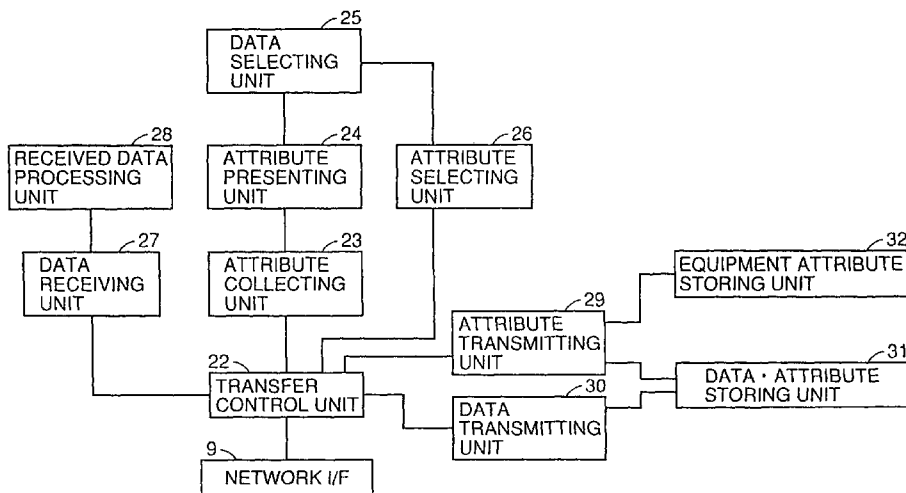 25
DATA
SELECTING
UNIT
28
RECEIVED DATA
PROCESSING
UNIT
24
ATTRIBUTE
PRESENTING
UNIT
26
ATTRIBUTE
SELECTING
UNIT
27
DATA
RECEIVING
UNIT
23
ATTRIBUTE
COLLECTING
UNIT
32
EQUIPMENT ATTRIBUTE
STORING UNIT
29
ATTRIBUTE
TRANSMITTING
UNIT
22
TRANSFER
CONTROL UNIT
31
DATA・ATTRIBUTE
STORING UNIT
30
DATA
TRANSMITTING
UNIT
9
NETWORK I/F